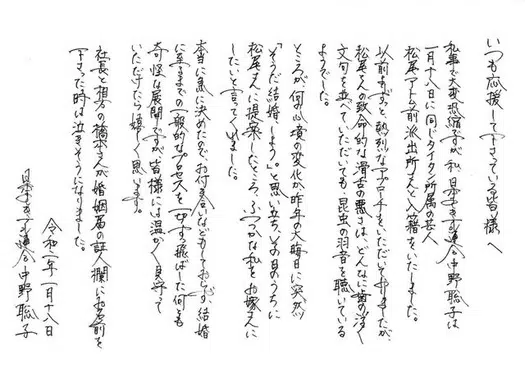 いつも応援して下さっている皆様へ
私事で大変恐縮ですが、私、日本エレキテル連合中野聡子は
一月十八日に同じタイタン所属の芸人
松尾アトム前派出所さんと入籍をいたしました。
以前よりずっと熱烈なアプローチをいただいておりましたが、
松尾さんの致命的な滑舌の悪さは、どんなに歯の浮く
文句を並べていただいても、昆虫の羽音を聴いている
ようでした。
ところが何の心境の変化か昨年の大晦日に突然
「そうだ結婚しよう。」と思い立ち、その日のうちに
松尾さんに提案したところ、ふつつかな私をお嫁さんに
したいと言ってくれました。
本当に急に決めたので、お付き合いなどもしておらず、結婚
に至るまでの一般的なプロセスを一切すっ飛ばした何とも
奇怪な展開ですが、皆様には温かく見守って
いただけたら嬉しく思います。
社長と相方の橋本さんが婚姻届の証人欄にお名前を
下さった時は泣きそうになりました。
令和二年一月十八日
日本エレキテル連合 中野聡子